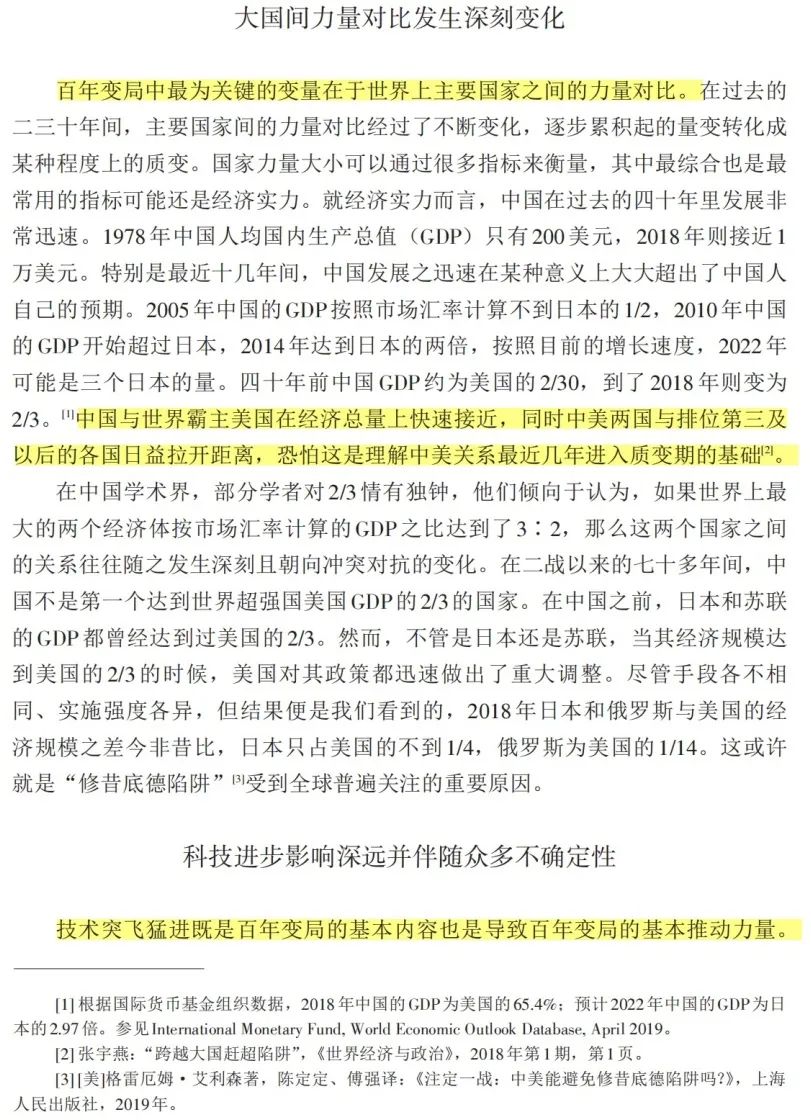 大国间力量对比发生深刻变化
百年变局中最为关键的变量在于世界上主要国家之间的力量对比。在过去的
二三十年间，主要国家间的力量对比经过了不断变化，逐步累积起的量变转化成
某种程度上的质变。国家力量大小可以通过很多指标来衡量，其中最综合也是最
常用的指标可能还是经济实力。就经济实力而言，中国在过去的四十年里发展非
常迅速。1978年中国人均国内生产总值（GDP）只有200美元，2018年则接近1
万美元。特别是最近十几年间，中国发展之迅速在某种意义上大大超出了中国人
自己的预期。2005年中国的GDP按照市场汇率计算不到日本的1/2，2010年中国
的GDP开始超过日本，2014年达到日本的两倍，按照目前的增长速度，2022年
可能是三个日本的量。四十年前中国GDP约为美国的2/30，到了2018年则变为
2/3。[1]中国与世界霸主美国在经济总量上快速接近，同时中美两国与排位第三及
以后的各国日益拉开距离，恐怕这是理解中美关系最近几年进入质变期的基础[2]。
在中国学术界，部分学者对2/3情有独钟，他们倾向于认为，如果世界上最
大的两个经济体按市场汇率计算的GDP之比达到了3∶2，那么这两个国家之间
的关系往往随之发生深刻且朝向冲突对抗的变化。在二战以来的七十多年间，中
国不是第一个达到世界超强国美国GDP的2/3的国家。在中国之前，日本和苏联
的GDP都曾经达到过美国的2/3。然而，不管是日本还是苏联，当其经济规模达
到美国的2/3的时候，美国对其政策都迅速做出了重大调整。尽管手段各不相
同、实施强度各异，但结果便是我们看到的，2018年日本和俄罗斯与美国的经
济规模之差今非昔比，日本只占美国的不到1/4，俄罗斯为美国的1/14。这或许
就是“修昔底德陷阱”[3]受到全球普遍关注的重要原因。
科技进步影响深远并伴随众多不确定性
技术突飞猛进既是百年变局的基本内容也是导致百年变局的基本推动力量。
[1]根据国际货币基金组织数据，2018年中国的GDP为美国的65.4%；预计2022年中国的GDP为日
本的2.97倍。参见International Monetary Fund, World Economic Outlook Database, April 2019。
[2]张宇燕：“跨越大国赶超陷阱”，《世界经济与政治》，2018年第1期，第1页。
[3][美]格雷厄姆·艾利森著，陈定定、傅强译：《注定一战：中美能避免修昔底德陷阱吗?》，上海
人民出版社，2019年。